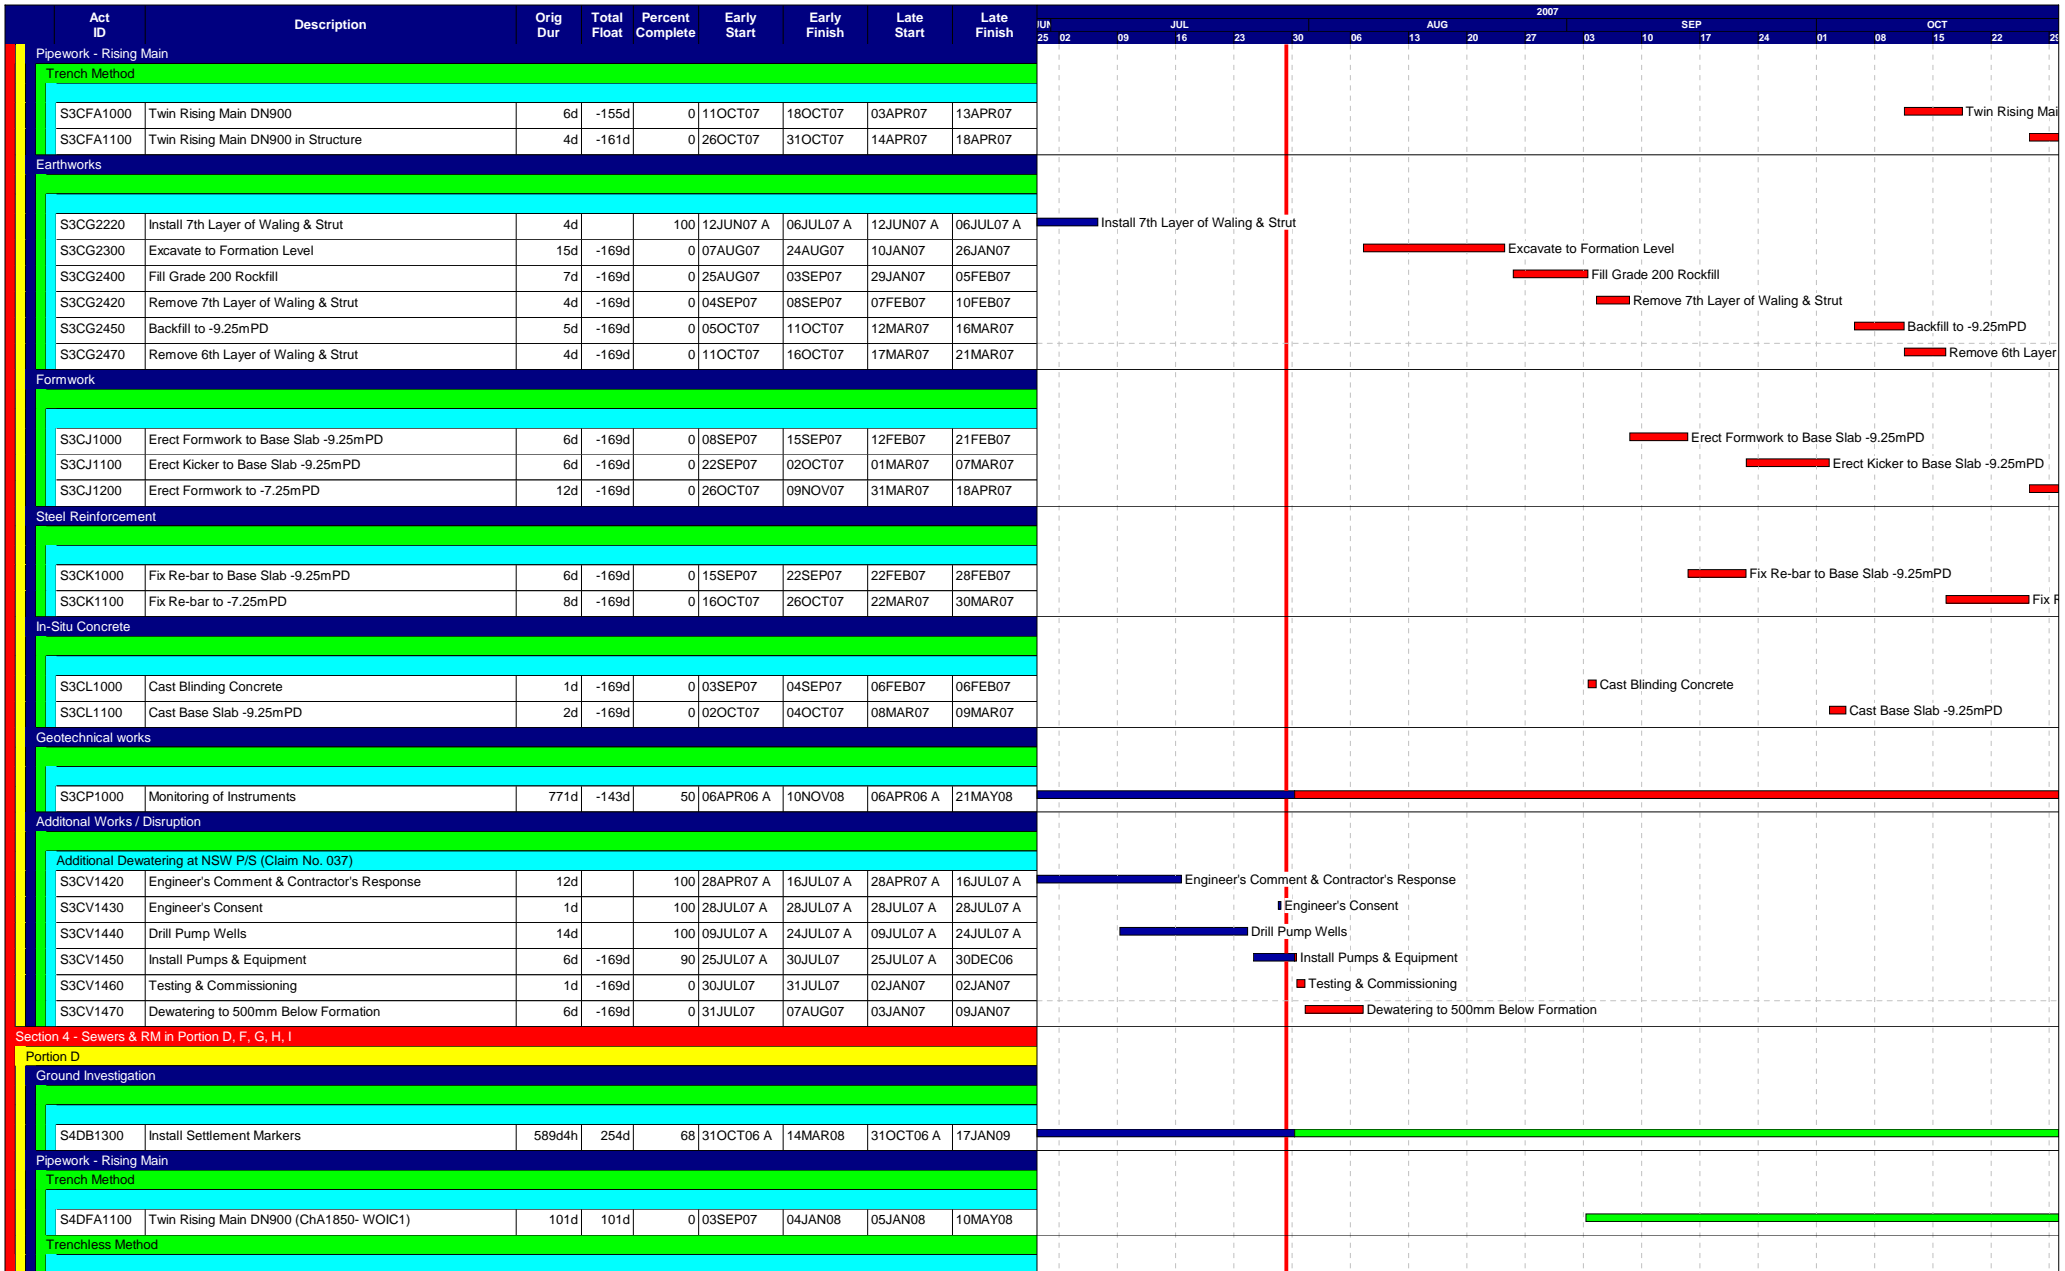 Act ID Description Orig Dur Total Float Percent Complete Early Start Early Finish Late Start Late Finish
2007
JUN JUL AUG SEP OCT
25 02 09 16 23 30 06 13 20 27 03 10 17 24 01 08 15 22 29
Pipework - Rising Main
Trench Method
S3CFA1000 Twin Rising Main DN900 6d -155d 0 11OCT07 18OCT07 03APR07 13APR07 Twin Rising Mai
S3CFA1100 Twin Rising Main DN900 in Structure 4d -161d 0 26OCT07 31OCT07 14APR07 18APR07
Earthworks
S3CG2220 Install 7th Layer of Waling & Strut 4d 100 12JUN07 A 06JUL07 A 12JUN07 A 06JUL07 A Install 7th Layer of Waling & Strut
S3CG2300 Excavate to Formation Level 15d -169d 0 07AUG07 24AUG07 10JAN07 26JAN07 Excavate to Formation Level
S3CG2400 Fill Grade 200 Rockfill 7d -169d 0 25AUG07 03SEP07 29JAN07 05FEB07 Fill Grade 200 Rockfill
S3CG2420 Remove 7th Layer of Waling & Strut 4d -169d 0 04SEP07 08SEP07 07FEB07 10FEB07 Remove 7th Layer of Waling & Strut
S3CG2450 Backfill to -9.25mPD 5d -169d 0 05OCT07 11OCT07 12MAR07 16MAR07 Backfill to -9.25mPD
S3CG2470 Remove 6th Layer of Waling & Strut 4d -169d 0 11OCT07 16OCT07 17MAR07 21MAR07 Remove 6th Layer
Formwork
S3CJ1000 Erect Formwork to Base Slab -9.25mPD 6d -169d 0 08SEP07 15SEP07 12FEB07 21FEB07 Erect Formwork to Base Slab -9.25mPD
S3CJ1100 Erect Kicker to Base Slab -9.25mPD 6d -169d 0 22SEP07 02OCT07 01MAR07 07MAR07 Erect Kicker to Base Slab -9.25mPD
S3CJ1200 Erect Formwork to -7.25mPD 12d -169d 0 26OCT07 09NOV07 31MAR07 18APR07
Steel Reinforcement
S3CK1000 Fix Re-bar to Base Slab -9.25mPD 6d -169d 0 15SEP07 22SEP07 22FEB07 28FEB07 Fix Re-bar to Base Slab -9.25mPD
S3CK1100 Fix Re-bar to -7.25mPD 8d -169d 0 16OCT07 26OCT07 22MAR07 30MAR07 Fix R
In-Situ Concrete
S3CL1000 Cast Blinding Concrete 1d -169d 0 03SEP07 04SEP07 06FEB07 06FEB07 Cast Blinding Concrete
S3CL1100 Cast Base Slab -9.25mPD 2d -169d 0 02OCT07 04OCT07 08MAR07 09MAR07 Cast Base Slab -9.25mPD
Geotechnical works
S3CP1000 Monitoring of Instruments 771d -143d 50 06APR06 A 10NOV08 06APR06 A 21MAY08
Additonal Works / Disruption
Additional Dewatering at NSW P/S (Claim No. 037)
S3CV1420 Engineer's Comment & Contractor's Response 12d 100 28APR07 A 16JUL07 A 28APR07 A 16JUL07 A Engineer's Comment & Contractor's Response
S3CV1430 Engineer's Consent 1d 100 28JUL07 A 28JUL07 A 28JUL07 A 28JUL07 A Engineer's Consent
S3CV1440 Drill Pump Wells 14d 100 09JUL07 A 24JUL07 A 09JUL07 A 24JUL07 A Drill Pump Wells
S3CV1450 Install Pumps & Equipment 6d -169d 90 25JUL07 A 30JUL07 25JUL07 A 30DEC06 Install Pumps & Equipment
S3CV1460 Testing & Commissioning 1d -169d 0 30JUL07 31JUL07 02JAN07 02JAN07 Testing & Commissioning
S3CV1470 Dewatering to 500mm Below Formation 6d -169d 0 31JUL07 07AUG07 03JAN07 09JAN07 Dewatering to 500mm Below Formation
Section 4 - Sewers & RM in Portion D, F, G, H, I
Portion D
Ground Investigation
S4DB1300 Install Settlement Markers 589d4h 254d 68 31OCT06 A 14MAR08 31OCT06 A 17JAN09
Pipework - Rising Main
Trench Method
S4DFA1100 Twin Rising Main DN900 (ChA1850- WOIC1) 101d 101d 0 03SEP07 04JAN08 05JAN08 10MAY08
Trenchless Method